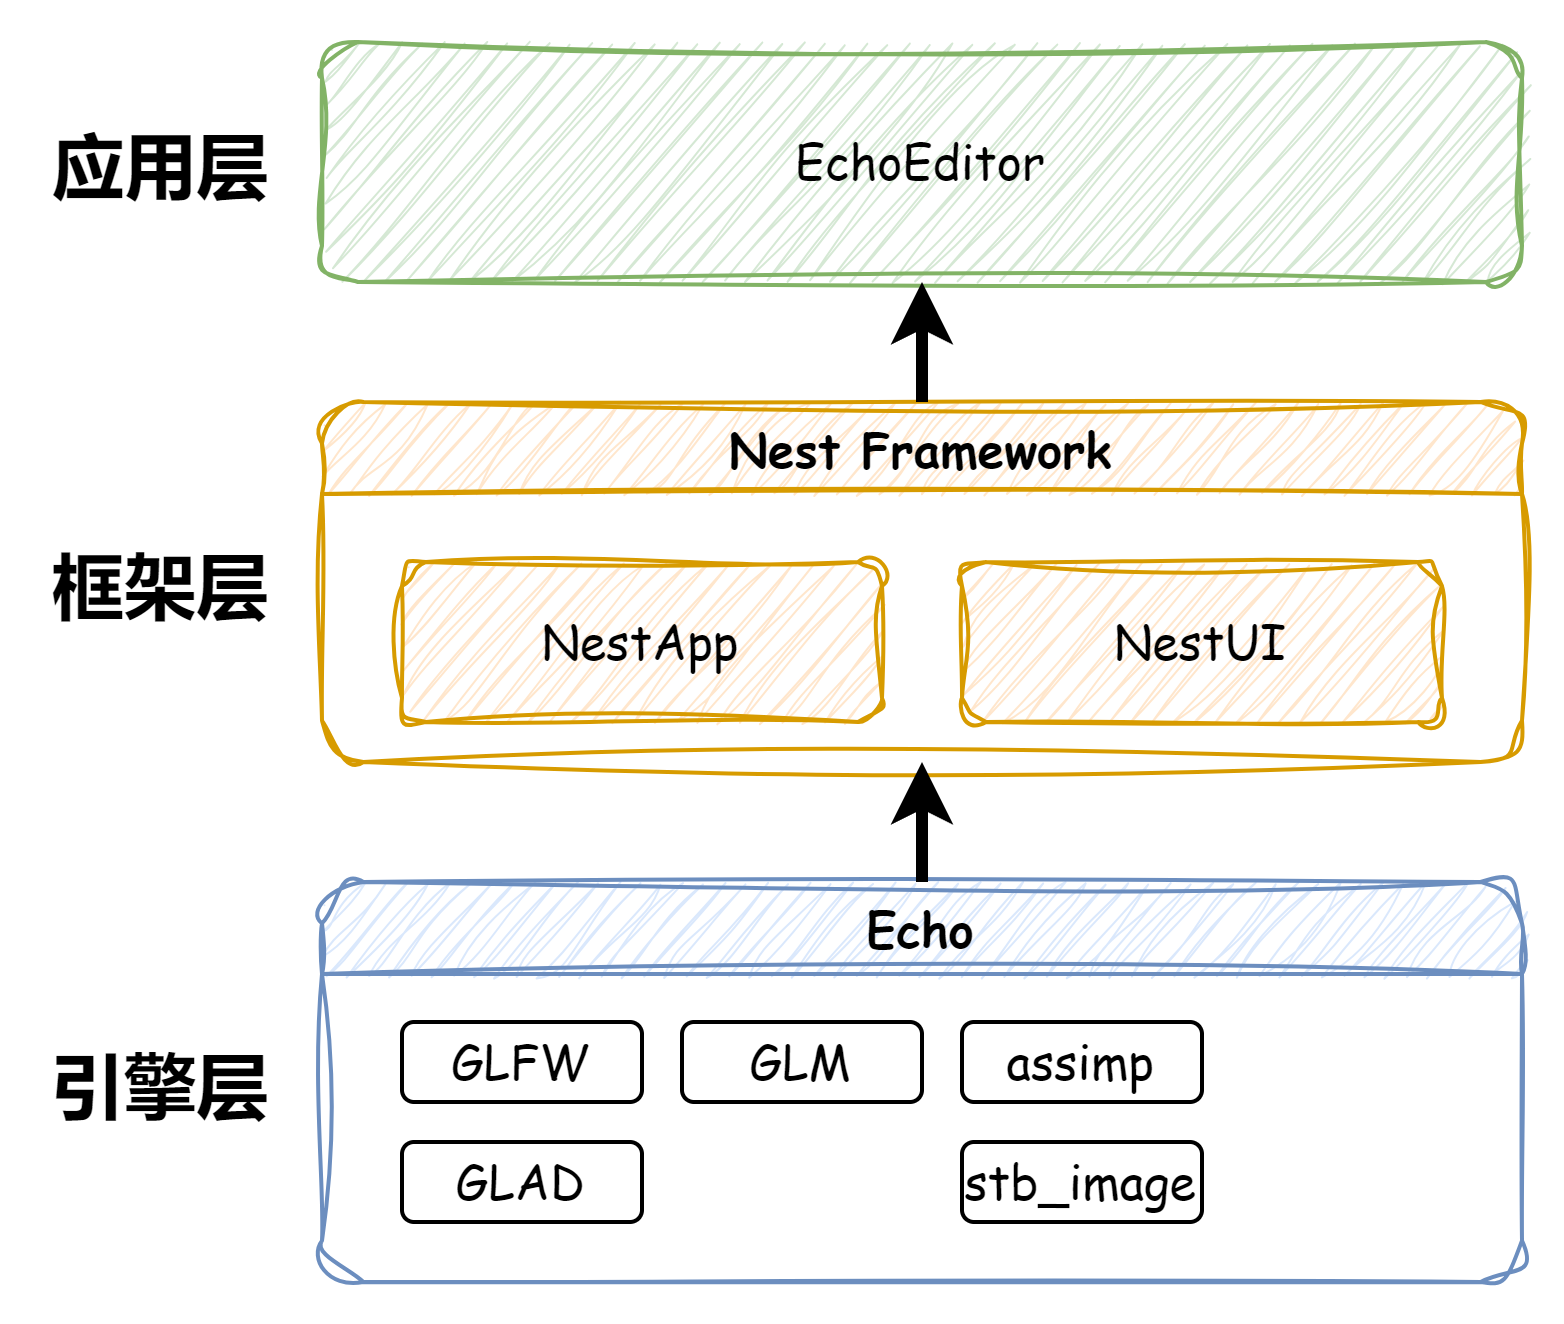 应用层
EchoEditor
框架层
Nest Framework
NestApp
NestUI
引擎层
Echo
GLFW
GLM
assimp
GLAD
stb_image